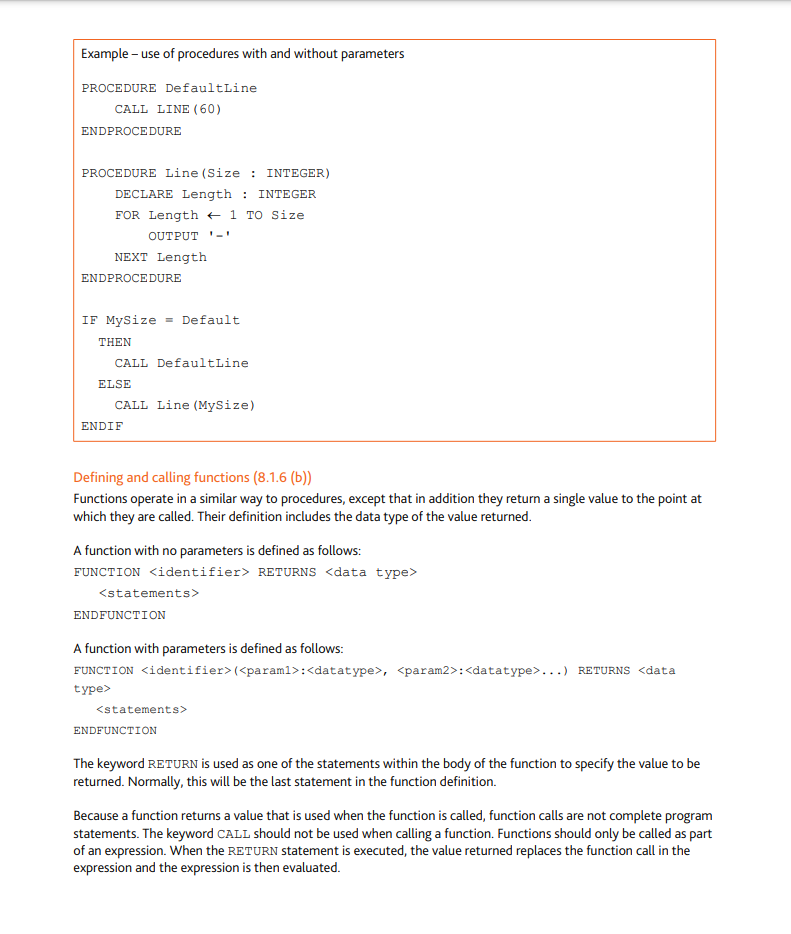 Example – use of procedures with and without parameters
PROCEDURE DefaultLine
CALL LINE(60)
ENDPROCEDURE
PROCEDURE Line(Size : INTEGER)
DECLARE Length : INTEGER
FOR Length ← 1 TO Size
OUTPUT '-'
NEXT Length
ENDPROCEDURE
IF MySize = Default
THEN
CALL DefaultLine
ELSE
CALL Line(MySize)
ENDIF
Defining and calling functions (8.1.6 (b))
Functions operate in a similar way to procedures, except that in addition they return a single value to the point at
which they are called. Their definition includes the data type of the value returned.
A function with no parameters is defined as follows:
FUNCTION <identifier> RETURNS <data type>
<statements>
ENDFUNCTION
A function with parameters is defined as follows:
FUNCTION <identifier>(<param1>:<datatype>, <param2>:<datatype>...) RETURNS <data
type>
<statements>
ENDFUNCTION
The keyword RETURN is used as one of the statements within the body of the function to specify the value to be
returned. Normally, this will be the last statement in the function definition.
Because a function returns a value that is used when the function is called, function calls are not complete program
statements. The keyword CALL should not be used when calling a function. Functions should only be called as part
of an expression. When the RETURN statement is executed, the value returned replaces the function call in the
expression and the expression is then evaluated.